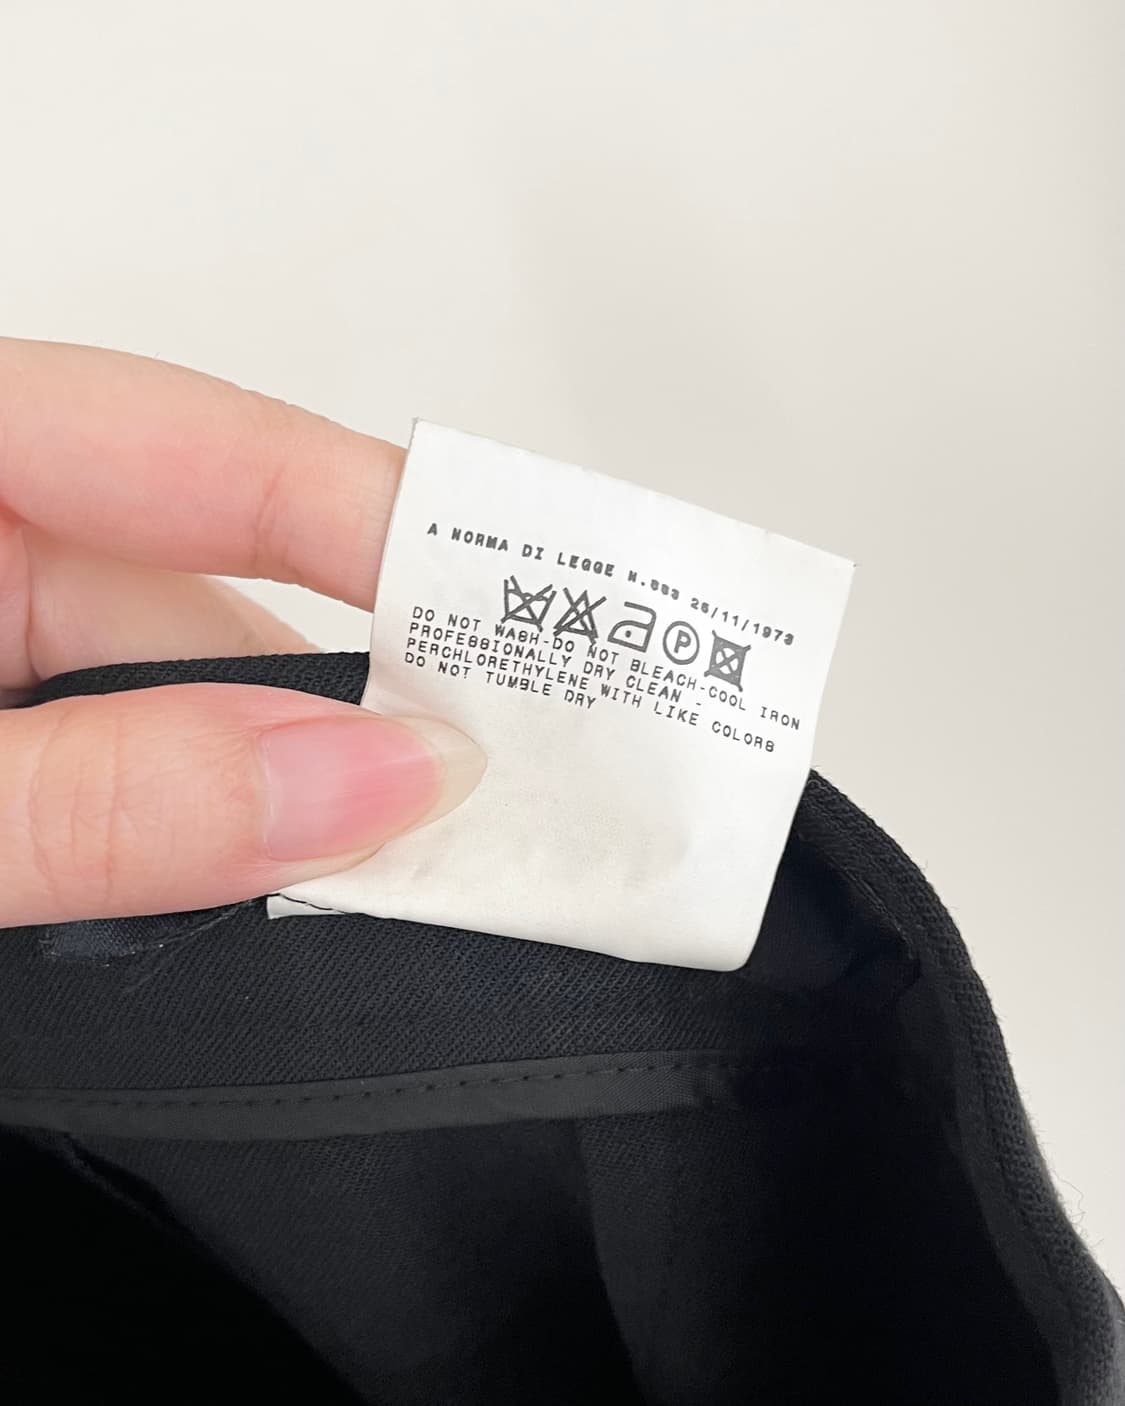 A NORMA DI LEGGE N.883 26/11/1973
P
DO NOT WASH-DO NOT BLEACH-COOL IRON
PROFESSIONALLY DRY CLEAN -
PERCHLORETHYLENE WITH LIKE COLORS
DO NOT TUMBLE DRY